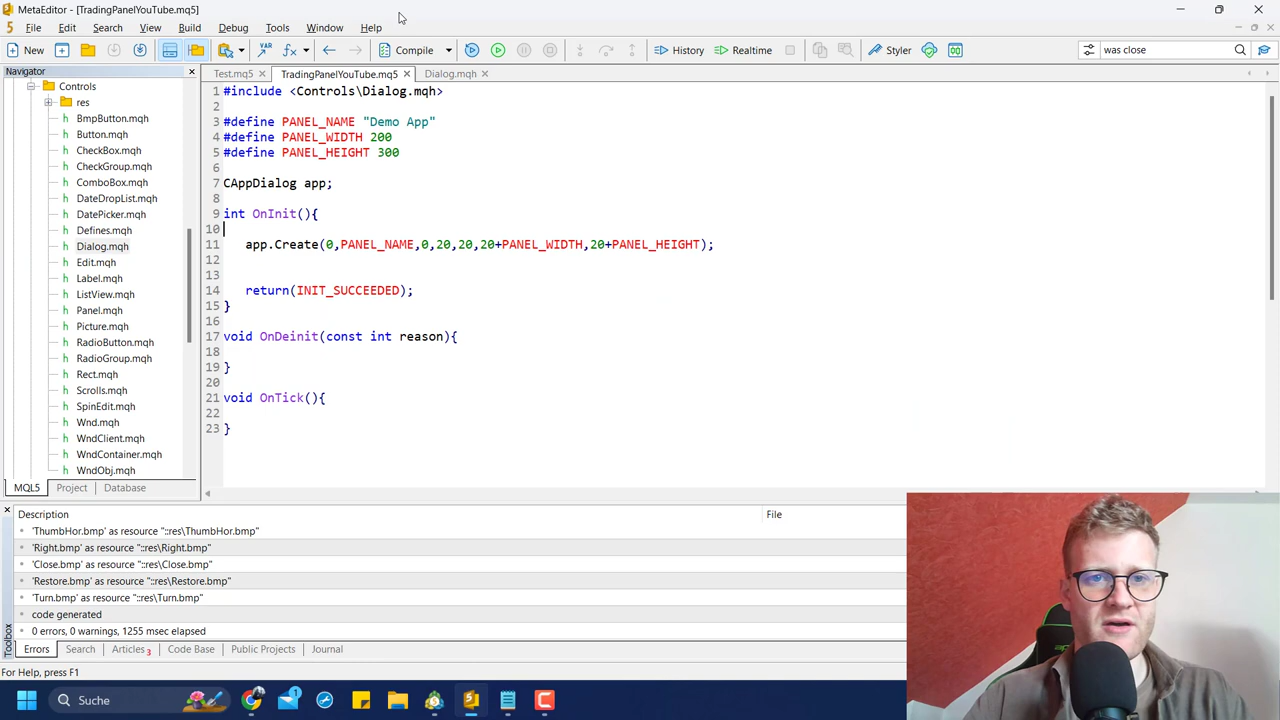 MetaEditor - [TradingPanelYouTube.mq5]
5 File Edit Search View Build Debug Tools Window Help
New Compile History Realtime Styler was close
Navigator
Controls
res
BmpButton.mqh
Button.mqh
CheckBox.mqh
CheckGroup.mqh
ComboBox.mqh
DateDropList.mqh
DatePicker.mqh
Defines.mqh
Dialog.mqh
Edit.mqh
Label.mqh
ListView.mqh
Panel.mqh
Picture.mqh
RadioButton.mqh
RadioGroup.mqh
Rect.mqh
Scrolls.mqh
SpinEdit.mqh
Wnd.mqh
WndClient.mqh
WndContainer.mqh
WndObj.mqh
MQL5 Project Database
Test.mq5 TradingPanelYouTube.mq5 Dialog.mqh
1 #include <Controls\Dialog.mqh>
2
3 #define PANEL_NAME "Demo App"
4 #define PANEL_WIDTH 200
5 #define PANEL_HEIGHT 300
6
7 CAppDialog app;
8
9 int OnInit(){
10
11 app.Create(0,PANEL_NAME,0,20,20,20+PANEL_WIDTH,20+PANEL_HEIGHT);
12
13
14 return(INIT_SUCCEEDED);
15 }
16
17 void OnDeinit(const int reason){
18
19 }
20
21 void OnTick(){
22
23 }
Description File
'ThumbHor.bmp' as resource "::res\ThumbHor.bmp"
'Right.bmp' as resource "::res\Right.bmp"
'Close.bmp' as resource "::res\Close.bmp"
'Restore.bmp' as resource "::res\Restore.bmp"
'Turn.bmp' as resource "::res\Turn.bmp"
code generated
0 errors, 0 warnings, 1255 msec elapsed
Toolbox
Errors Search Articles 3 Code Base Public Projects Journal
For Help, press F1
Suche
1
5